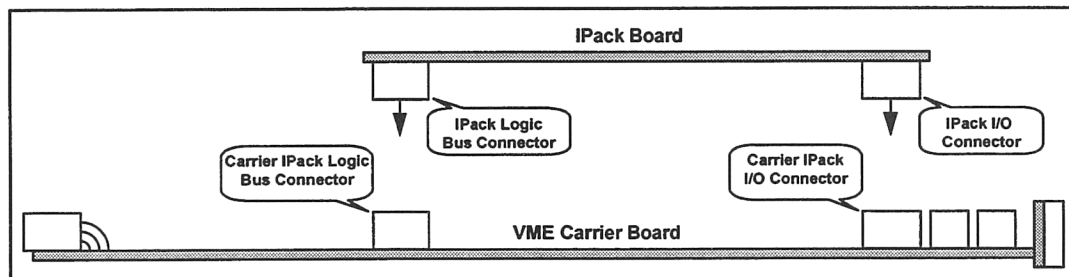 IPack Board
IPack Logic
Bus Connector
IPack I/O
Connector
Carrier IPack Logic
Bus Connector
Carrier IPack
I/O Connector
VME Carrier Board